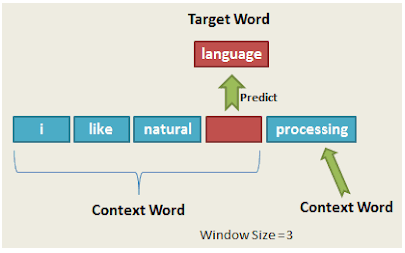 Target Word
language
Predict
i like natural processing
Context Word
Context Word
Window Size=3